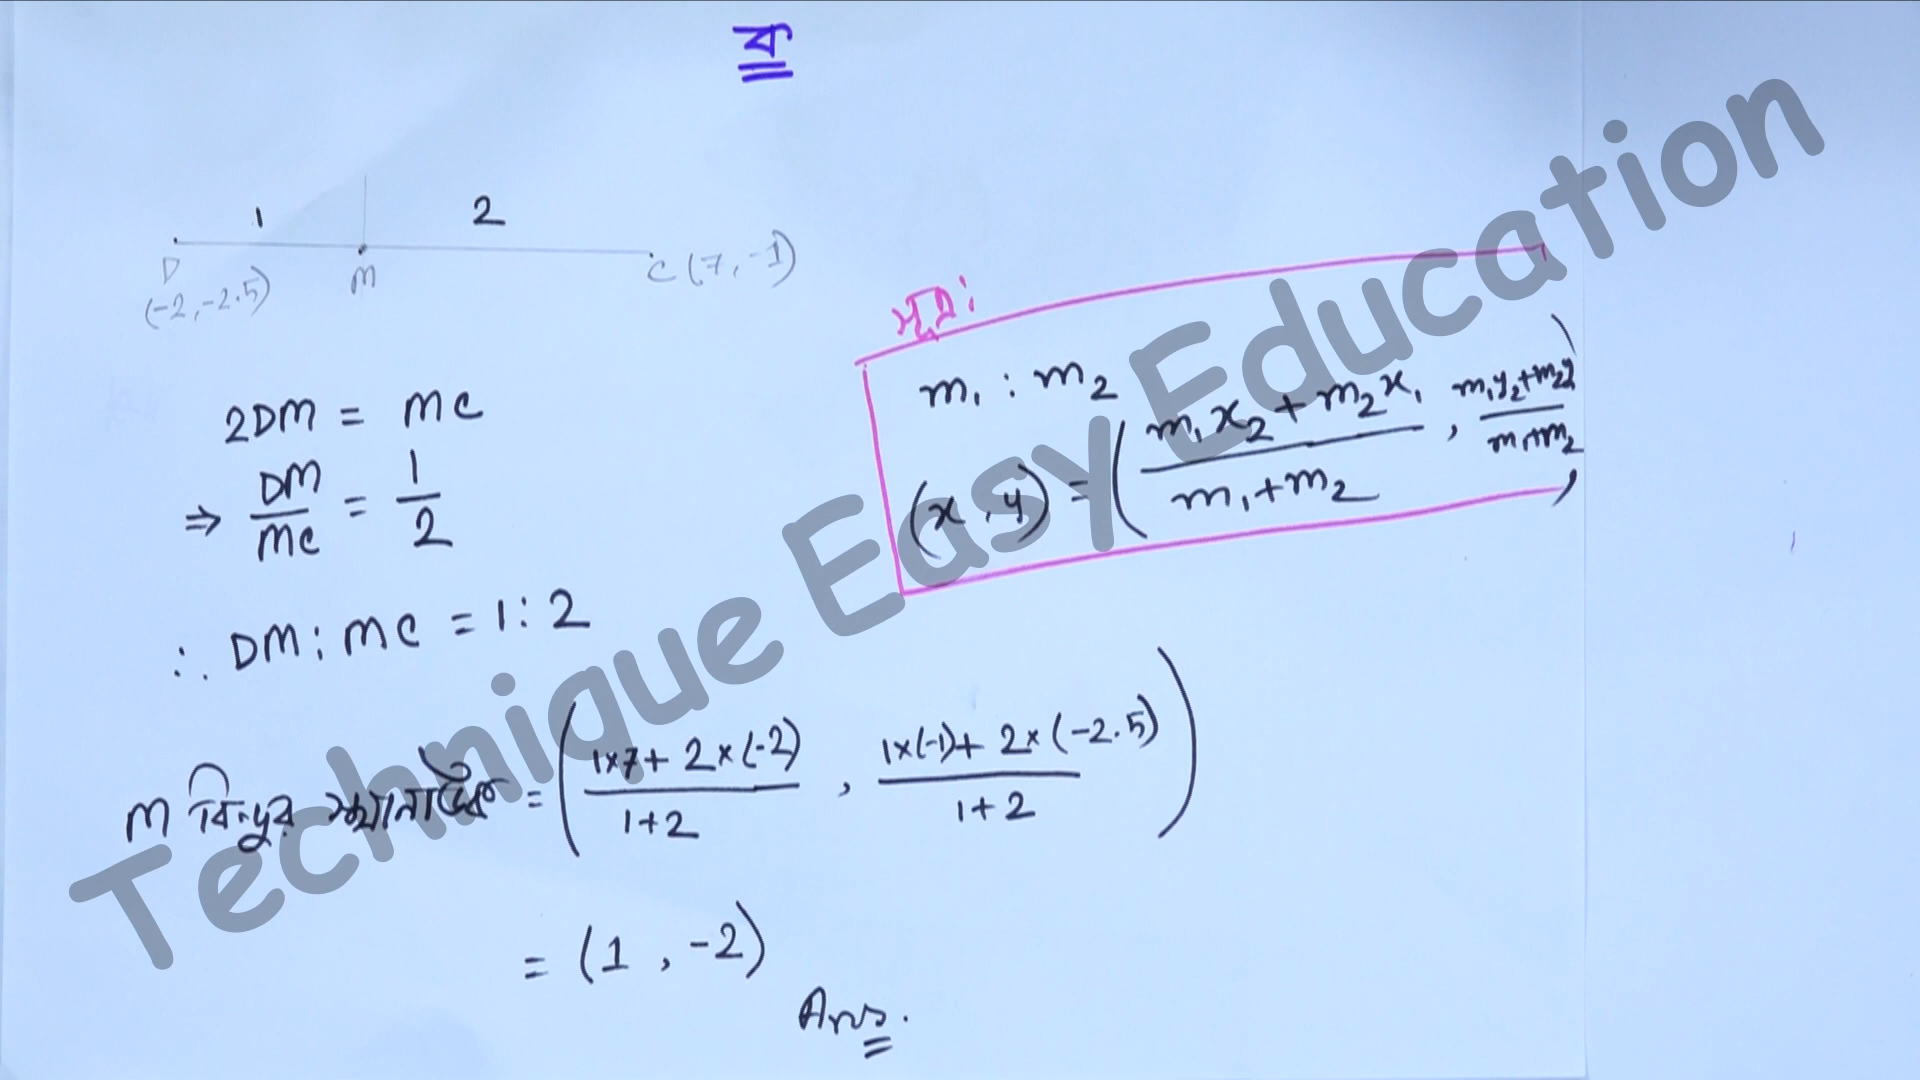 ক
1 2
D M C (7, -1)
(-2, -2.5)
সূত্র:
m₁ : m₂
(x, y) = ( (m₁x₂ + m₂x₁)/(m₁+m₂) , (m₁y₂+m₂y)/(m₁+m₂) )
2DM = MC
⇒ DM/MC = 1/2
∴ DM : MC = 1 : 2
M বিন্দুর স্থানাঙ্ক = ( (1×7 + 2×(-2))/(1+2) , (1×(-1) + 2×(-2.5))/(1+2) )
= (1, -2)
Ans.
Technique Easy Education